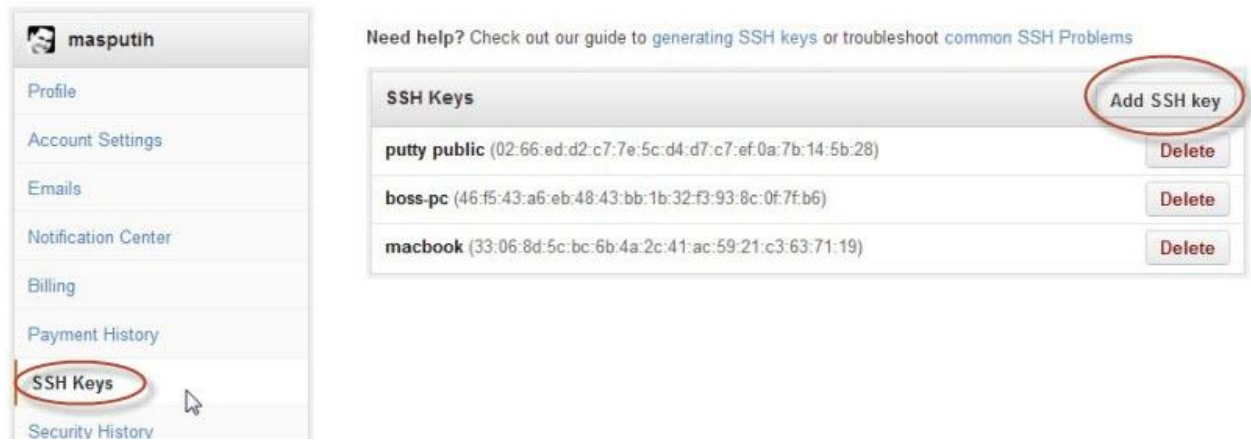 masputih
Profile
Account Settings
Emails
Notification Center
Billing
Payment History
SSH Keys
Security History
Need help? Check out our guide to generating SSH keys or troubleshoot common SSH Problems
SSH Keys
Add SSH key
putty public (02:66:ed:d2:c7:7e:5c:d4:d7:c7:ef:0a:7b:14:5b:28)
Delete
boss-pc (46:f5:43:a6:eb:48:43:bb:1b:32:f3:93:8c:0f:7f:b6)
Delete
macbook (33:06:8d:5c:bc:6b:4a:2c:41:ac:59:21:c3:63:71:19)
Delete